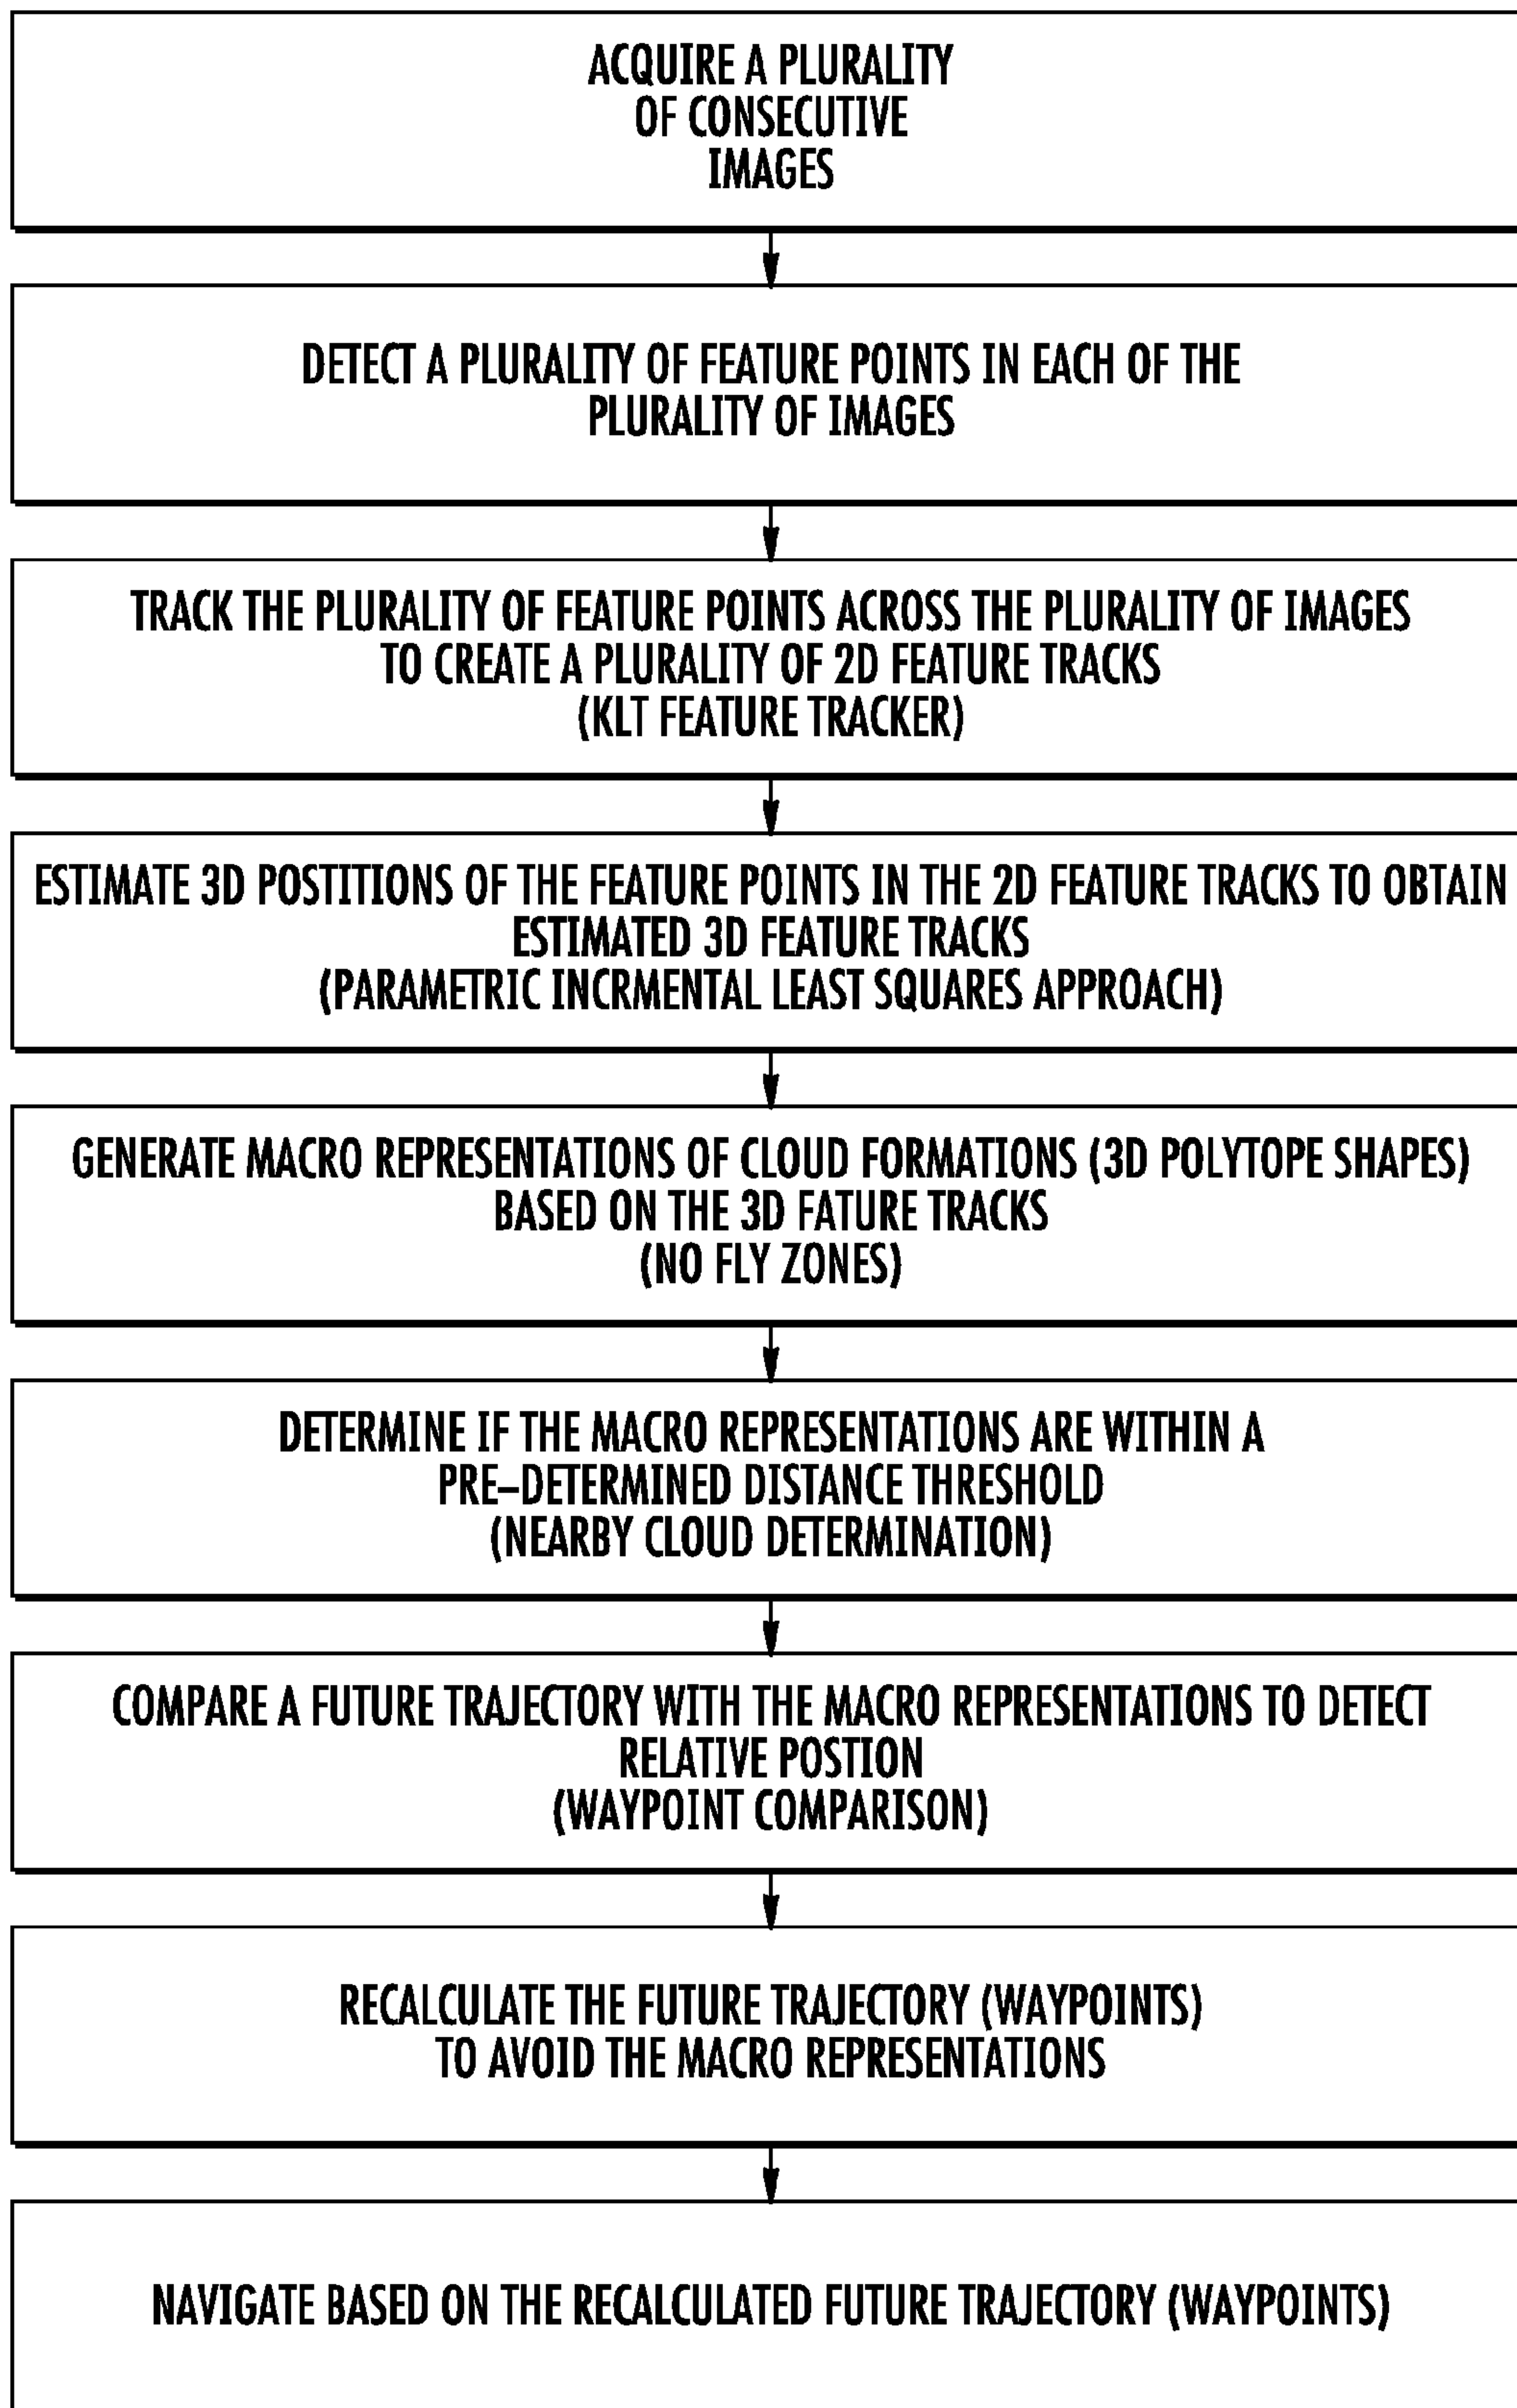 ACQUIRE A PLURALITY
OF CONSECUTIVE
IMAGES
DETECT A PLURALITY OF FEATURE POINTS IN EACH OF THE
PLURALITY OF IMAGES
TRACK THE PLURALITY OF FEATURE POINTS ACROSS THE PLURALITY OF IMAGES
TO CREATE A PLURALITY OF 2D FEATURE TRACKS
(KLT FEATURE TRACKER)
ESTIMATE 3D POSTITIONS OF THE FEATURE POINTS IN THE 2D FEATURE TRACKS TO OBTAIN
ESTIMATED 3D FEATURE TRACKS
(PARAMETRIC INCRMENTAL LEAST SQUARES APPROACH)
GENERATE MACRO REPRESENTATIONS OF CLOUD FORMATIONS (3D POLYTOPE SHAPES)
BASED ON THE 3D FATURE TRACKS
(NO FLY ZONES)
DETERMINE IF THE MACRO REPRESENTATIONS ARE WITHIN A
PRE–DETERMINED DISTANCE THRESHOLD
(NEARBY CLOUD DETERMINATION)
COMPARE A FUTURE TRAJECTORY WITH THE MACRO REPRESENTATIONS TO DETECT
RELATIVE POSTION
(WAYPOINT COMPARISON)
RECALCULATE THE FUTURE TRAJECTORY (WAYPOINTS)
TO AVOID THE MACRO REPRESENTATIONS
NAVIGATE BASED ON THE RECALCULATED FUTURE TRAJECTORY (WAYPOINTS)